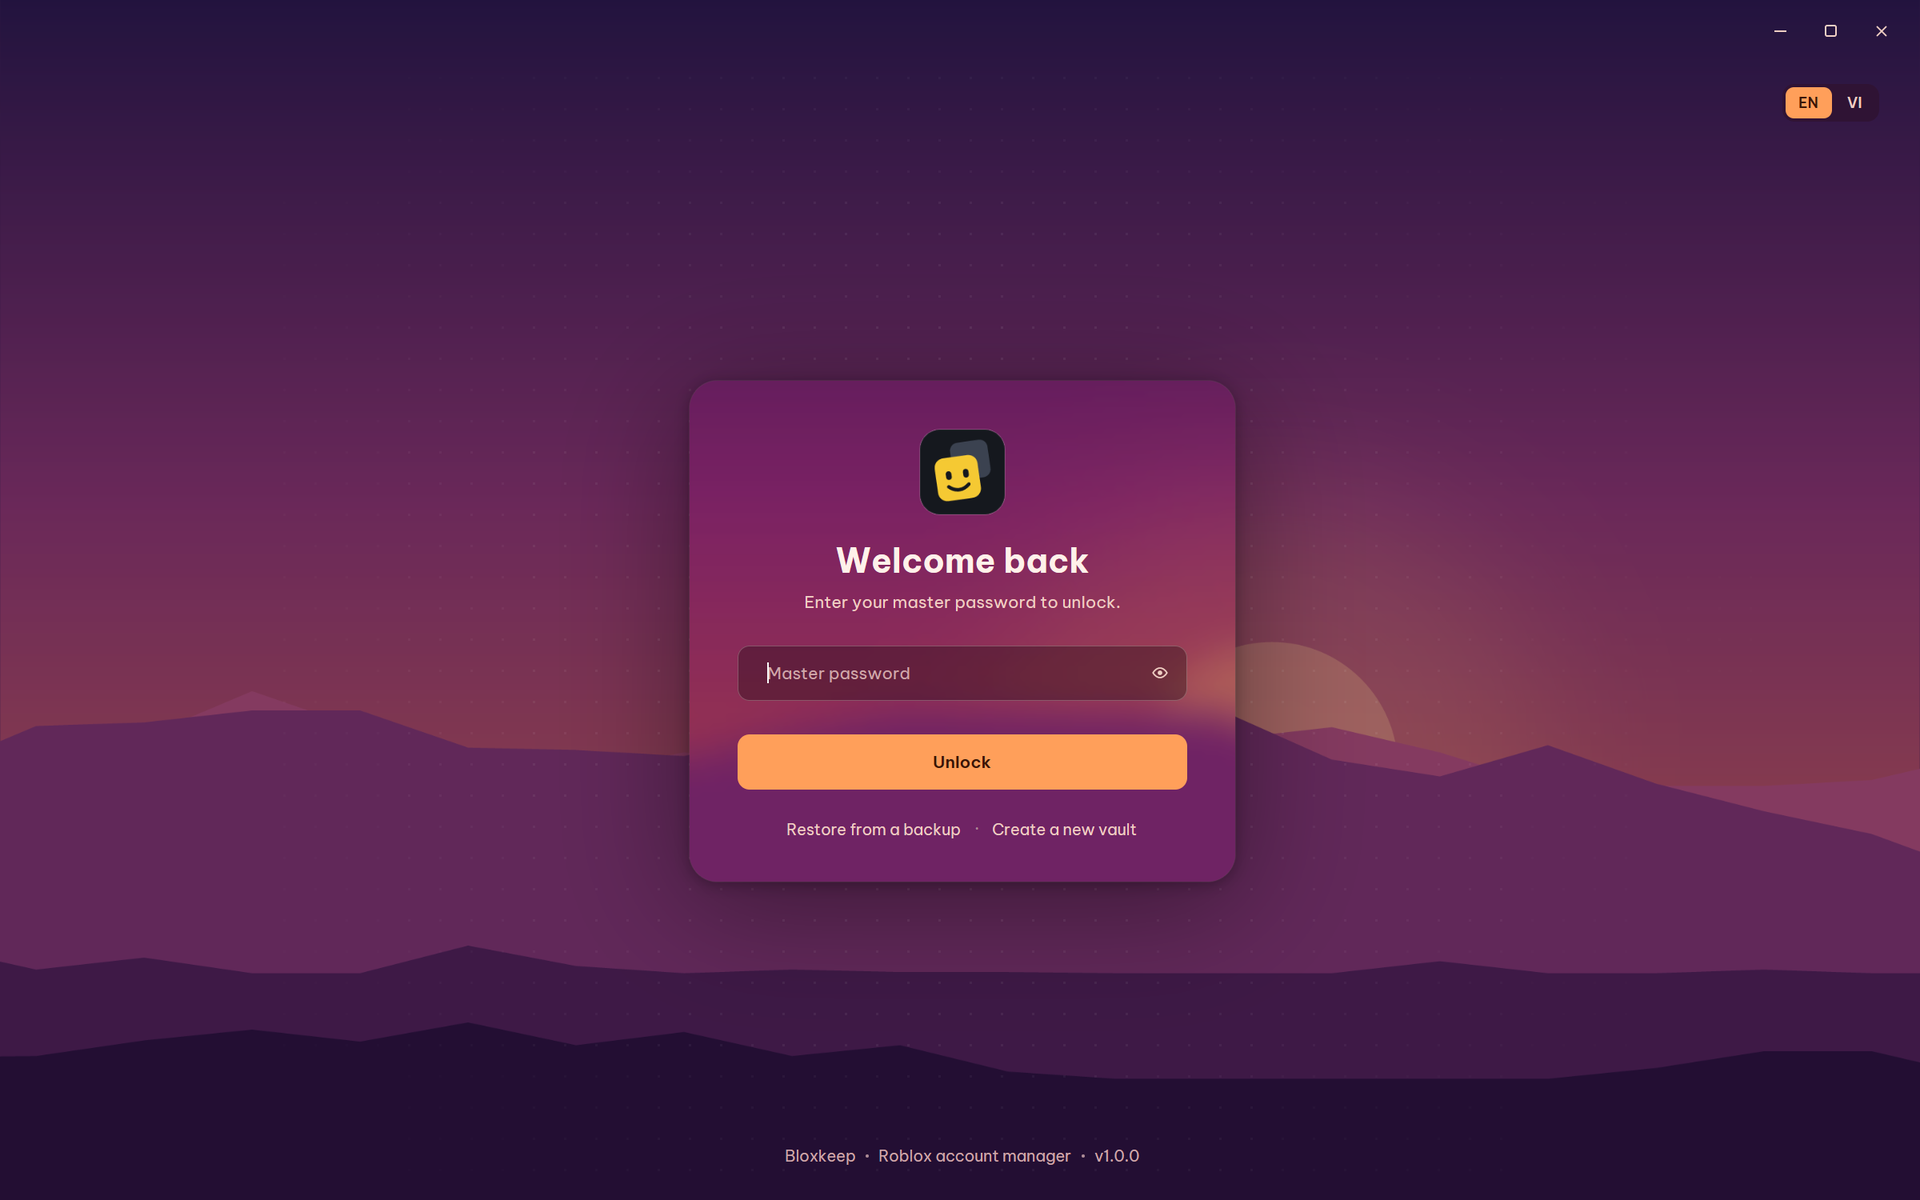 EN VI
Welcome back
Enter your master password to unlock.
Master password
Unlock
Restore from a backup · Create a new vault
Bloxkeep • Roblox account manager • v1.0.0